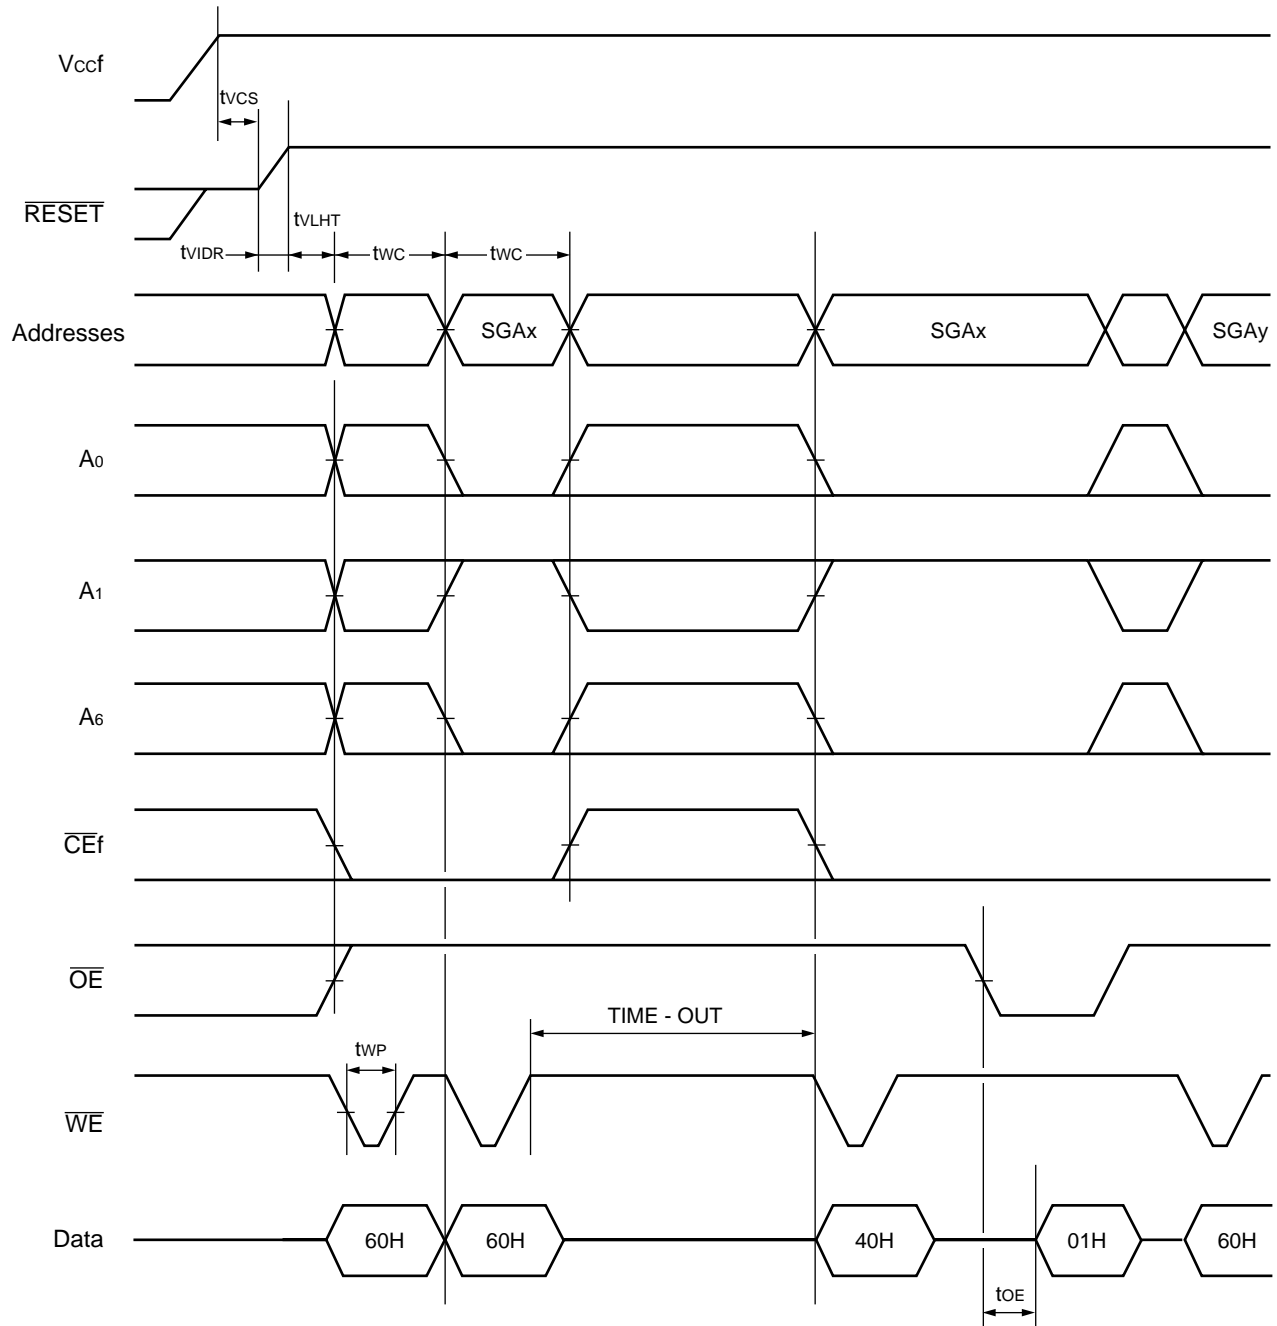 Vccf
tVCS
RESET
tVLHT
tVIDR
tWC
tWC
Addresses
SGAx
SGAx
SGAy
A0
A1
A6
CEf
OE
TIME - OUT
tWP
WE
Data
60H
60H
40H
01H
60H
tOE